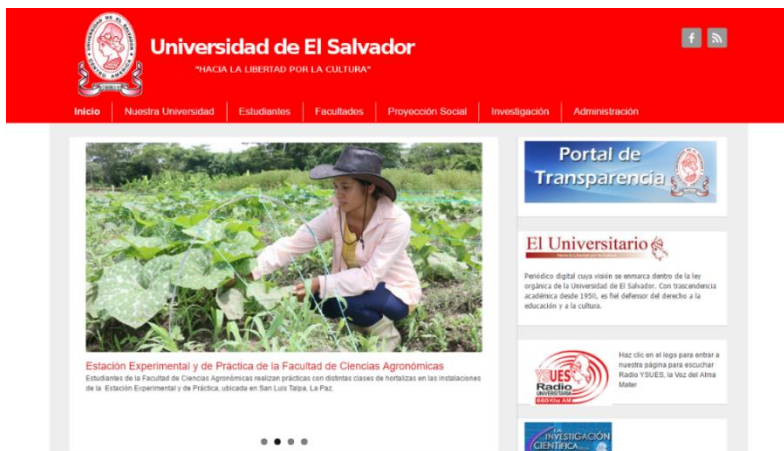 Universidad de El Salvador
"HACIA LA LIBERTAD POR LA CULTURA"
Inicio
Nuestra Universidad
Estudiantes
Facultades
Proyección Social
Investigación
Administración
Estación Experimental y de Práctica de la Facultad de Ciencias Agronómicas
Estudiantes de la Facultad de Ciencias Agronómicas realizan prácticas con distintas clases de hortalizas en las instalaciones
de la Estación Experimental y de Práctica, ubicada en San Luis Talpa, La Paz.
Portal de
Transparencia
El Universitario
Periódico digital cuya visión se enmarca dentro de la ley
orgánica de la Universidad de El Salvador. Con trascendencia
académica desde 1950, es fiel defensor del derecho a la
educación y a la cultura.
YSUES
Radio
UNIVERSITARIA
660 Khz AM
Haz clic en el logo para entrar a
nuestra página para escuchar
Radio YSUES, la Voz del Alma
Mater
LA
INVESTIGACIÓN
CIENTÍFICA